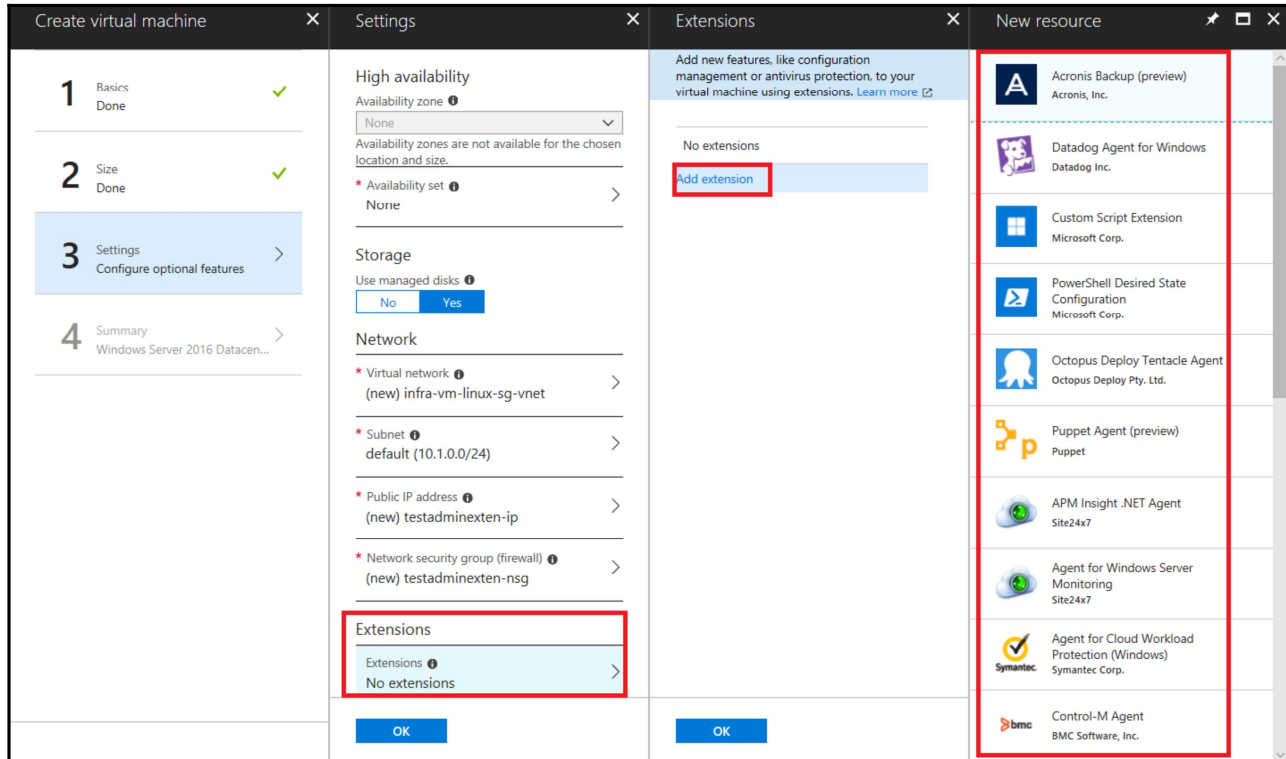 Create virtual machine
1
Basics
Done
2
Size
Done
3
Settings
Configure optional features
4
Summary
Windows Server 2016 Datacen...
Settings
High availability
Availability zone
None
Availability zones are not available for the chosen
location and size.
* Availability set
None
Storage
Use managed disks
No Yes
Network
* Virtual network
(new) infra-vm-linux-sg-vnet
* Subnet
default (10.1.0.0/24)
* Public IP address
(new) testadminexten-ip
* Network security group (firewall)
(new) testadminexten-nsg
Extensions
Extensions
No extensions
OK
Extensions
Add new features, like configuration
management or antivirus protection, to your
virtual machine using extensions. Learn more
No extensions
Add extension
OK
New resource
Acronis Backup (preview)
Acronis, Inc.
Datadog Agent for Windows
Datadog Inc.
Custom Script Extension
Microsoft Corp.
PowerShell Desired State
Configuration
Microsoft Corp.
Octopus Deploy Tentacle Agent
Octopus Deploy Pty. Ltd.
Puppet Agent (preview)
Puppet
APM Insight .NET Agent
Site24x7
Agent for Windows Server
Monitoring
Site24x7
Symantec.
Agent for Cloud Workload
Protection (Windows)
Symantec Corp.
bmc
Control-M Agent
BMC Software, Inc.